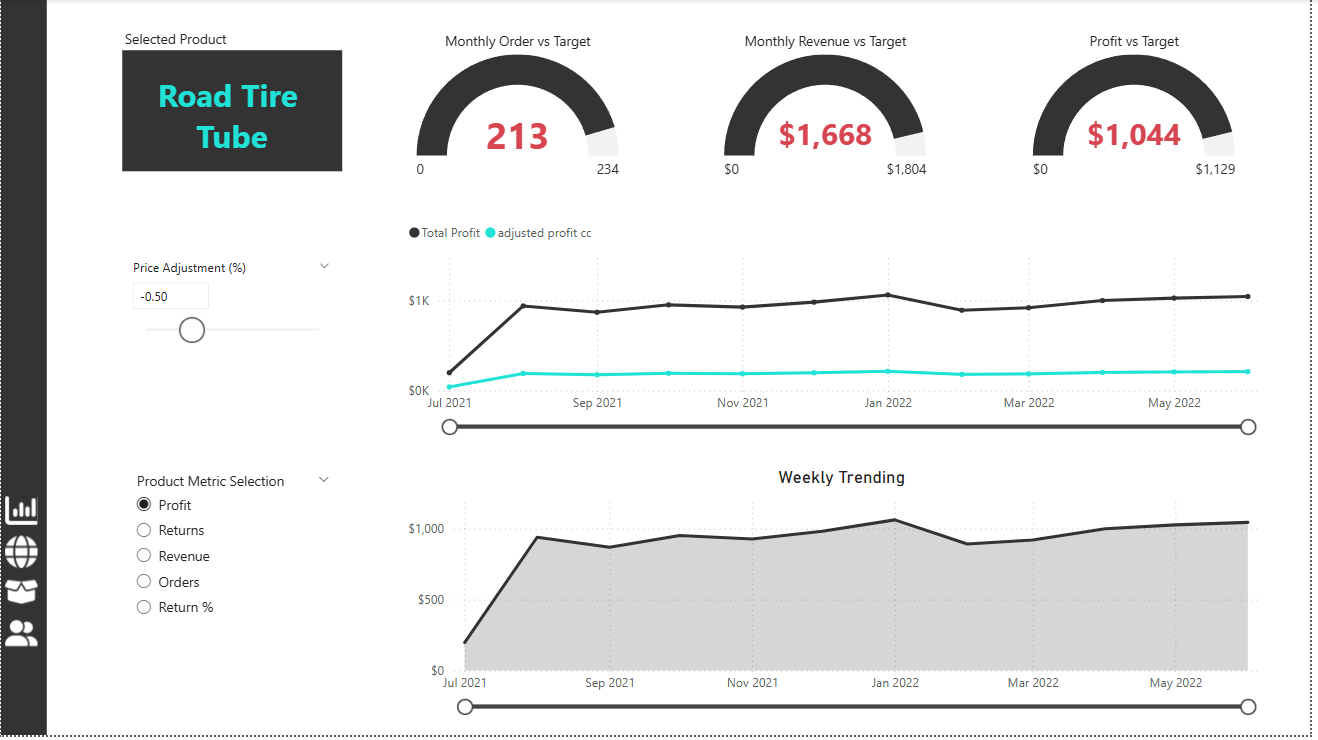 Selected Product
Road Tire
Tube
Monthly Order vs Target
213
0
234
Monthly Revenue vs Target
$1,668
$0
$1,804
Profit vs Target
$1,044
$0
$1,129
Price Adjustment (%)
-0.50
Total Profit
adjusted profit cc
$1K
$0K
Jul 2021
Sep 2021
Nov 2021
Jan 2022
Mar 2022
May 2022
Product Metric Selection
Profit
Returns
Revenue
Orders
Return %
Weekly Trending
$1,000
$500
$0
Jul 2021
Sep 2021
Nov 2021
Jan 2022
Mar 2022
May 2022